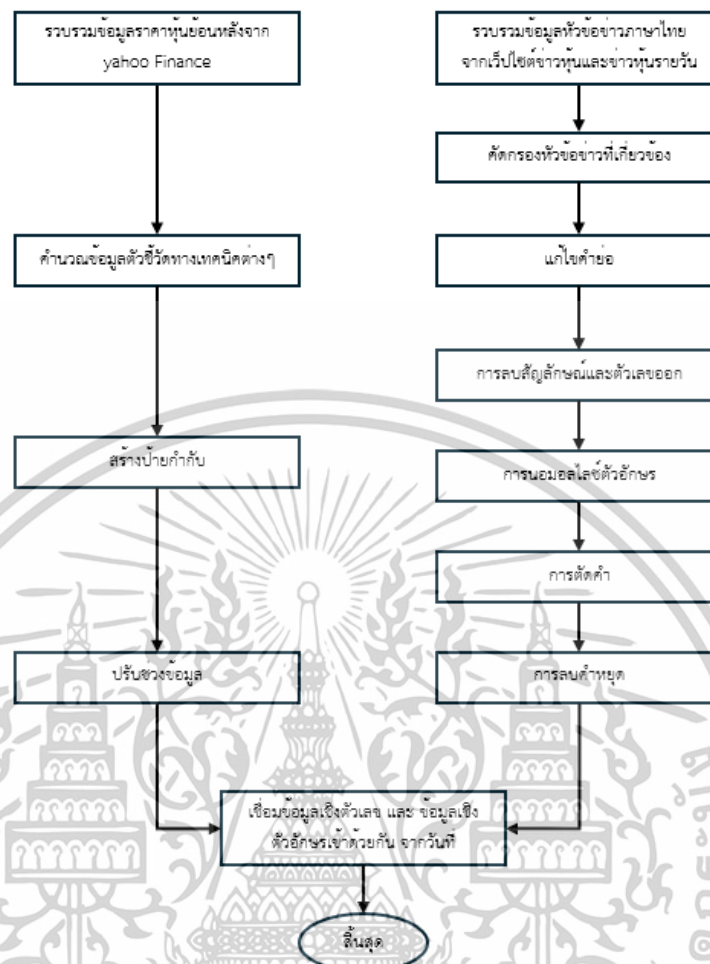 รวบรวมข้อมูลราคาหุ้นย้อนหลังจาก
yahoo Finance
คำนวณข้อมูลตัวชี้วัดทางเทคนิคต่างๆ
สร้างป้ายกำกับ
ปรับช่วงข้อมูล
รวบรวมข้อมูลหัวข้อข่าวภาษาไทย
จากเว็บไซต์ข่าวหุ้นและข่าวหุ้นรายวัน
คัดกรองหัวข้อข่าวที่เกี่ยวข้อง
แก้ไขคำย่อ
การลบสัญลักษณ์และตัวเลขออก
การนอมอลไลซ์ตัวอักษร
การตัดคำ
การลบคำหยุด
เชื่อมข้อมูลเชิงตัวเลข และ ข้อมูลเชิง
ตัวอักษรเข้าด้วยกัน จากวันที่
สิ้นสุด